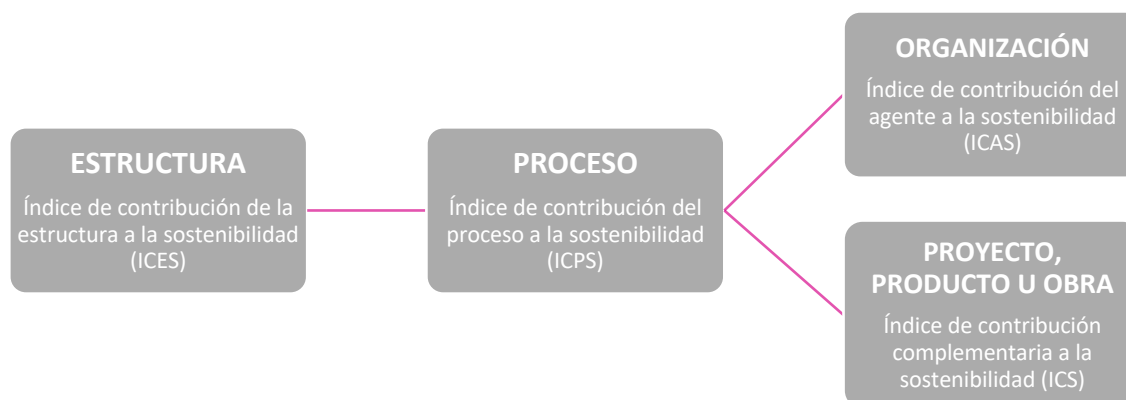 ESTRUCTURA
Índice de contribución de la
estructura a la sostenibilidad
(ICES)
PROCESO
Índice de contribución del
proceso a la sostenibilidad
(ICPS)
ORGANIZACIÓN
Índice de contribución del
agente a la sostenibilidad
(ICAS)
PROYECTO,
PRODUCTO U OBRA
Índice de contribución
complementaria a la
sostenibilidad (ICS)